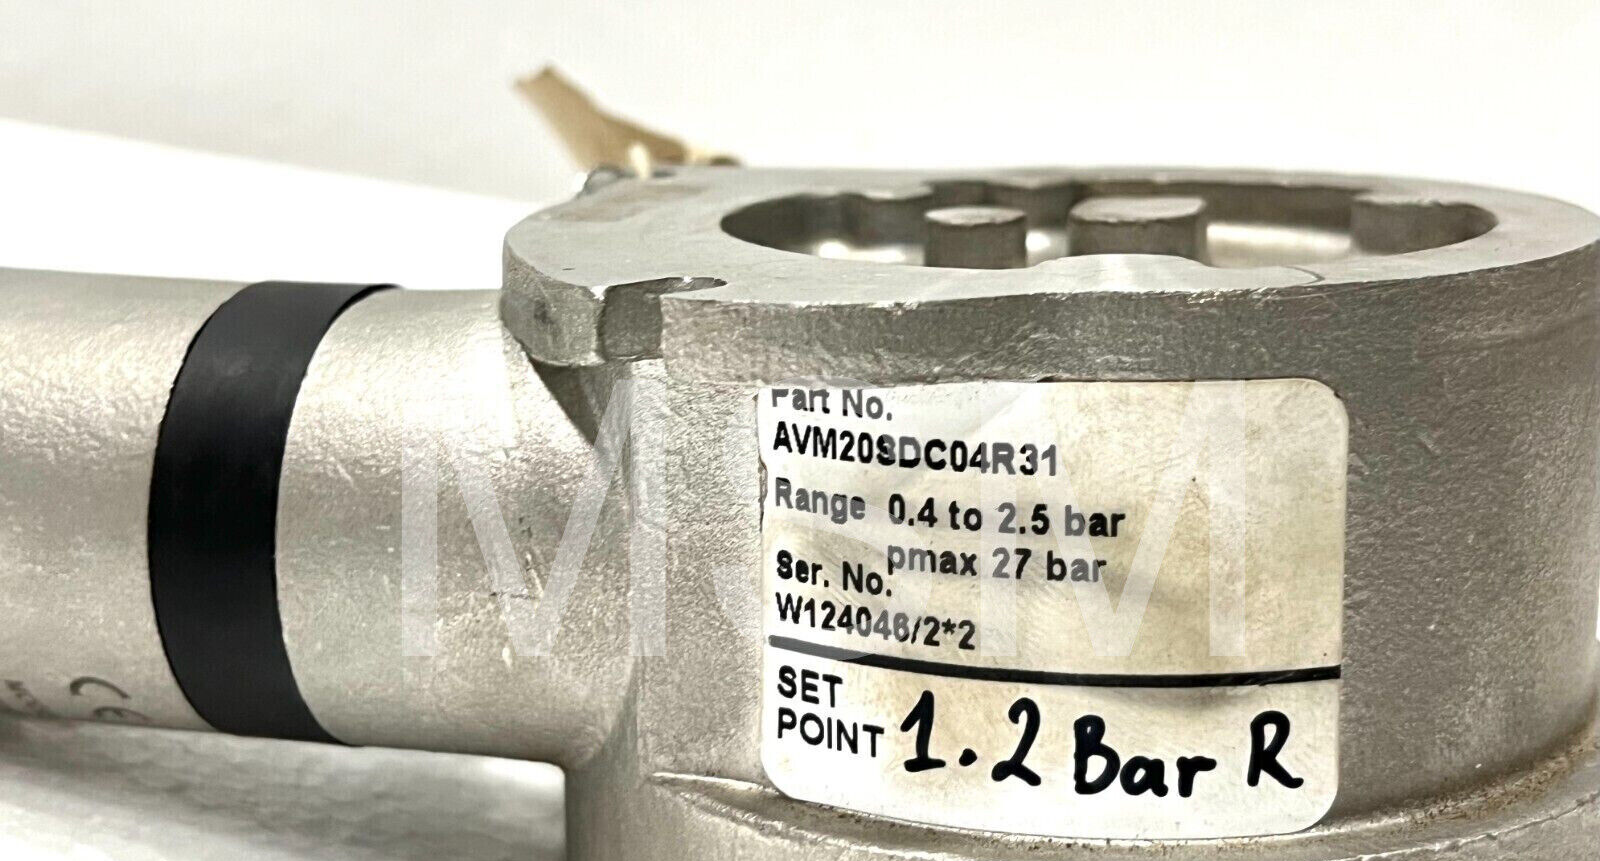 Part No.
AVM20SDC04R31
Range 0.4 to 2.5 bar
pmax 27 bar
Ser. No.
W124046/2*2
SET
POINT 1.2 Bar R
MSM